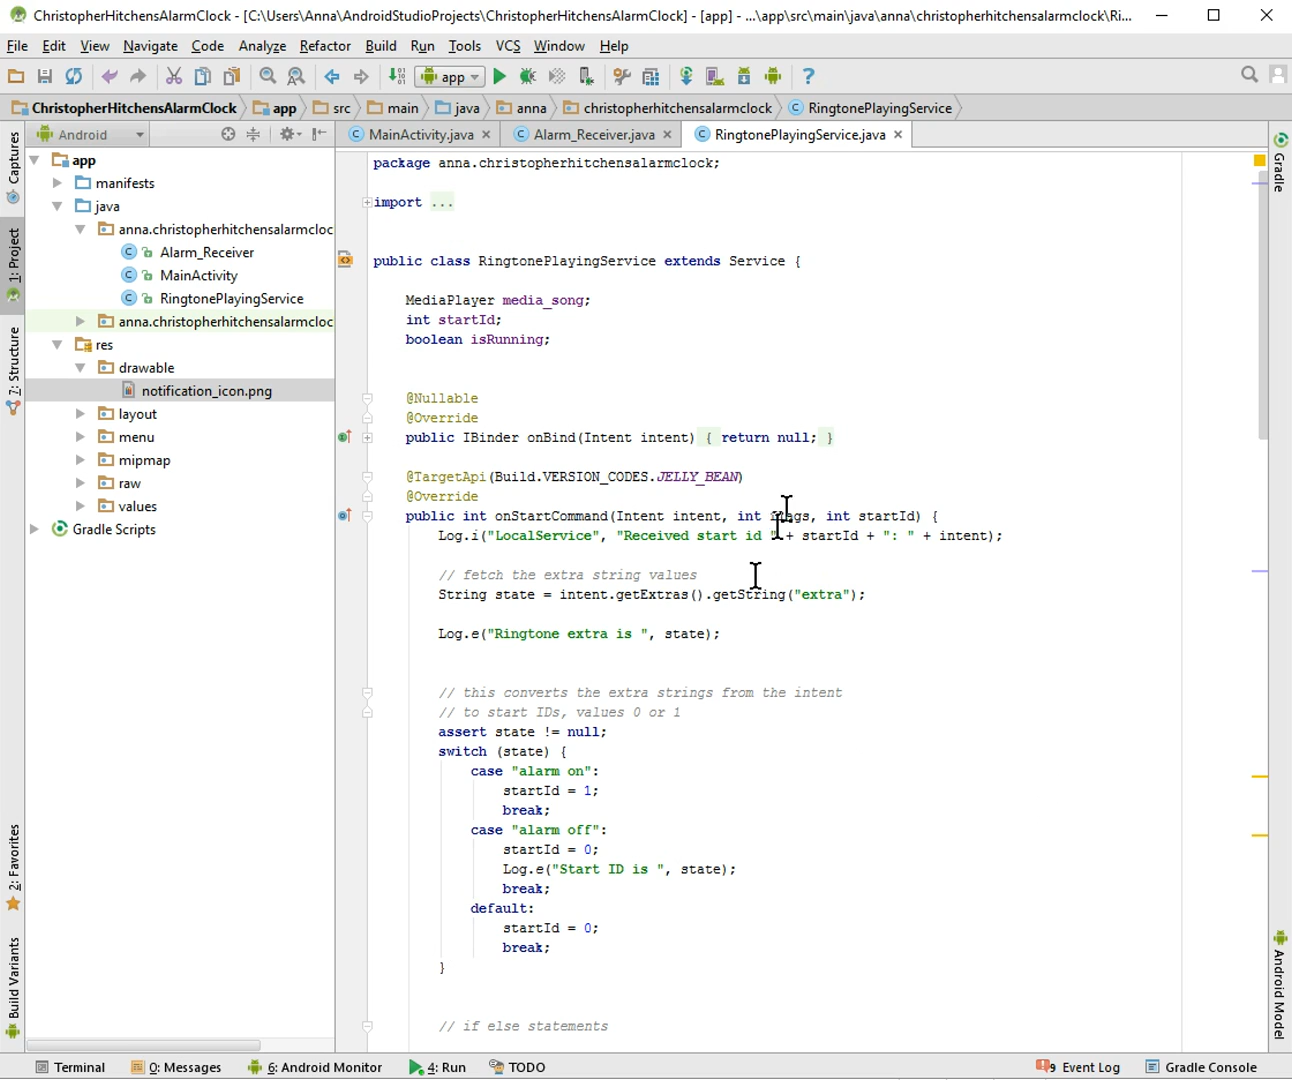 ChristopherHitchensAlarmClock - [C:\Users\Anna\AndroidStudioProjects\ChristopherHitchensAlarmClock] - [app] - ...\app\src\main\java\anna\christopherhitchensalarmclock\Ri...
File Edit View Navigate Code Analyze Refactor Build Run Tools VCS Window Help
app
ChristopherHitchensAlarmClock app src main java anna christopherhitchensalarmclock RingtonePlayingService
Android
MainActivity.java Alarm_Receiver.java RingtonePlayingService.java
Captures
1: Project
7: Structure
2: Favorites
Build Variants
app
manifests
java
anna.christopherhitchensalarmcloc
Alarm_Receiver
MainActivity
RingtonePlayingService
anna.christopherhitchensalarmcloc
res
drawable
notification_icon.png
layout
menu
mipmap
raw
values
Gradle Scripts
package anna.christopherhitchensalarmclock;
import ...
public class RingtonePlayingService extends Service {
MediaPlayer media_song;
int startId;
boolean isRunning;
@Nullable
@Override
public IBinder onBind(Intent intent) { return null; }
@TargetApi(Build.VERSION_CODES.JELLY_BEAN)
@Override
public int onStartCommand(Intent intent, int flags, int startId) {
Log.i("LocalService", "Received start id " + startId + ": " + intent);
// fetch the extra string values
String state = intent.getExtras().getString("extra");
Log.e("Ringtone extra is ", state);
// this converts the extra strings from the intent
// to start IDs, values 0 or 1
assert state != null;
switch (state) {
case "alarm on":
startId = 1;
break;
case "alarm off":
startId = 0;
Log.e("Start ID is ", state);
break;
default:
startId = 0;
break;
}
// if else statements
Gradle
Android Model
Terminal 0: Messages 6: Android Monitor 4: Run TODO 9 Event Log Gradle Console